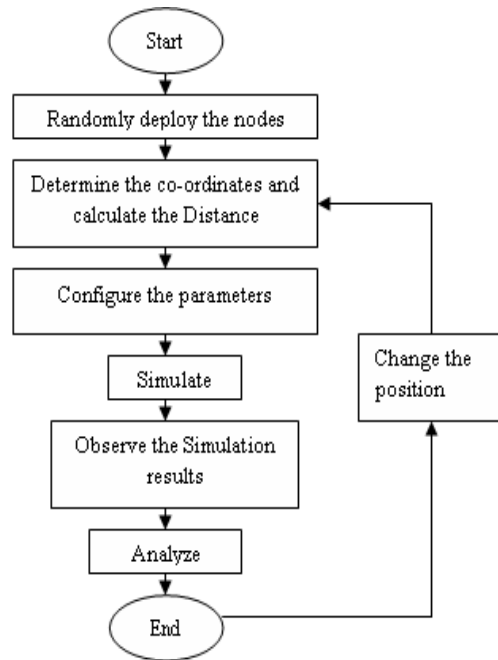 Start
Randomly deploy the nodes
Determine the co-ordinates and
calculate the Distance
Configure the parameters
Simulate
Change the
position
Observe the Simulation
results
Analyze
End